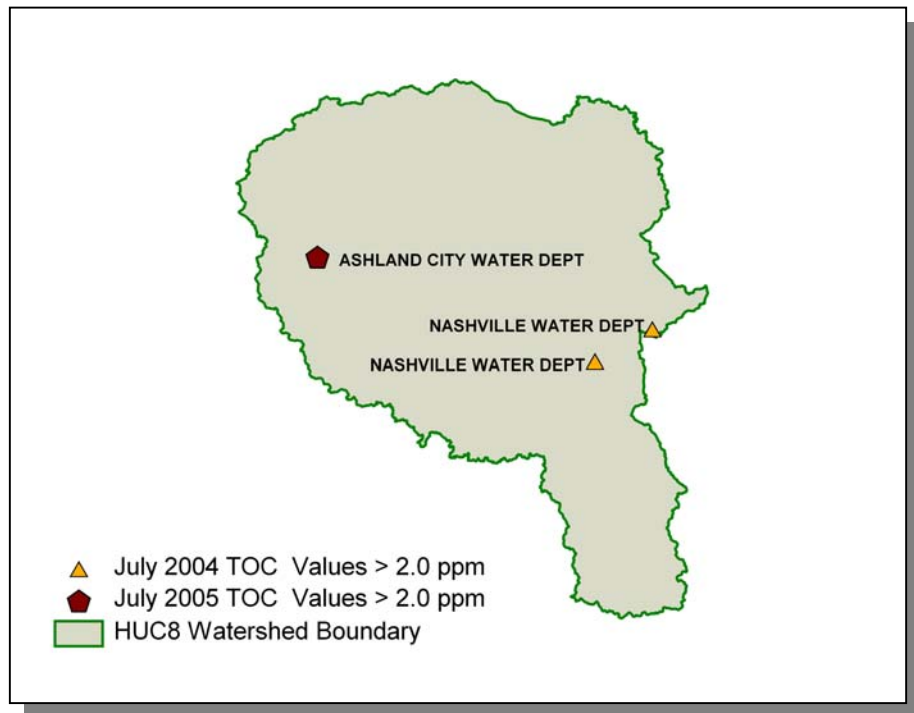 ASHLAND CITY WATER DEPT
NASHVILLE WATER DEPT
NASHVILLE WATER DEPT
July 2004 TOC Values > 2.0 ppm
July 2005 TOC Values > 2.0 ppm
HUC8 Watershed Boundary